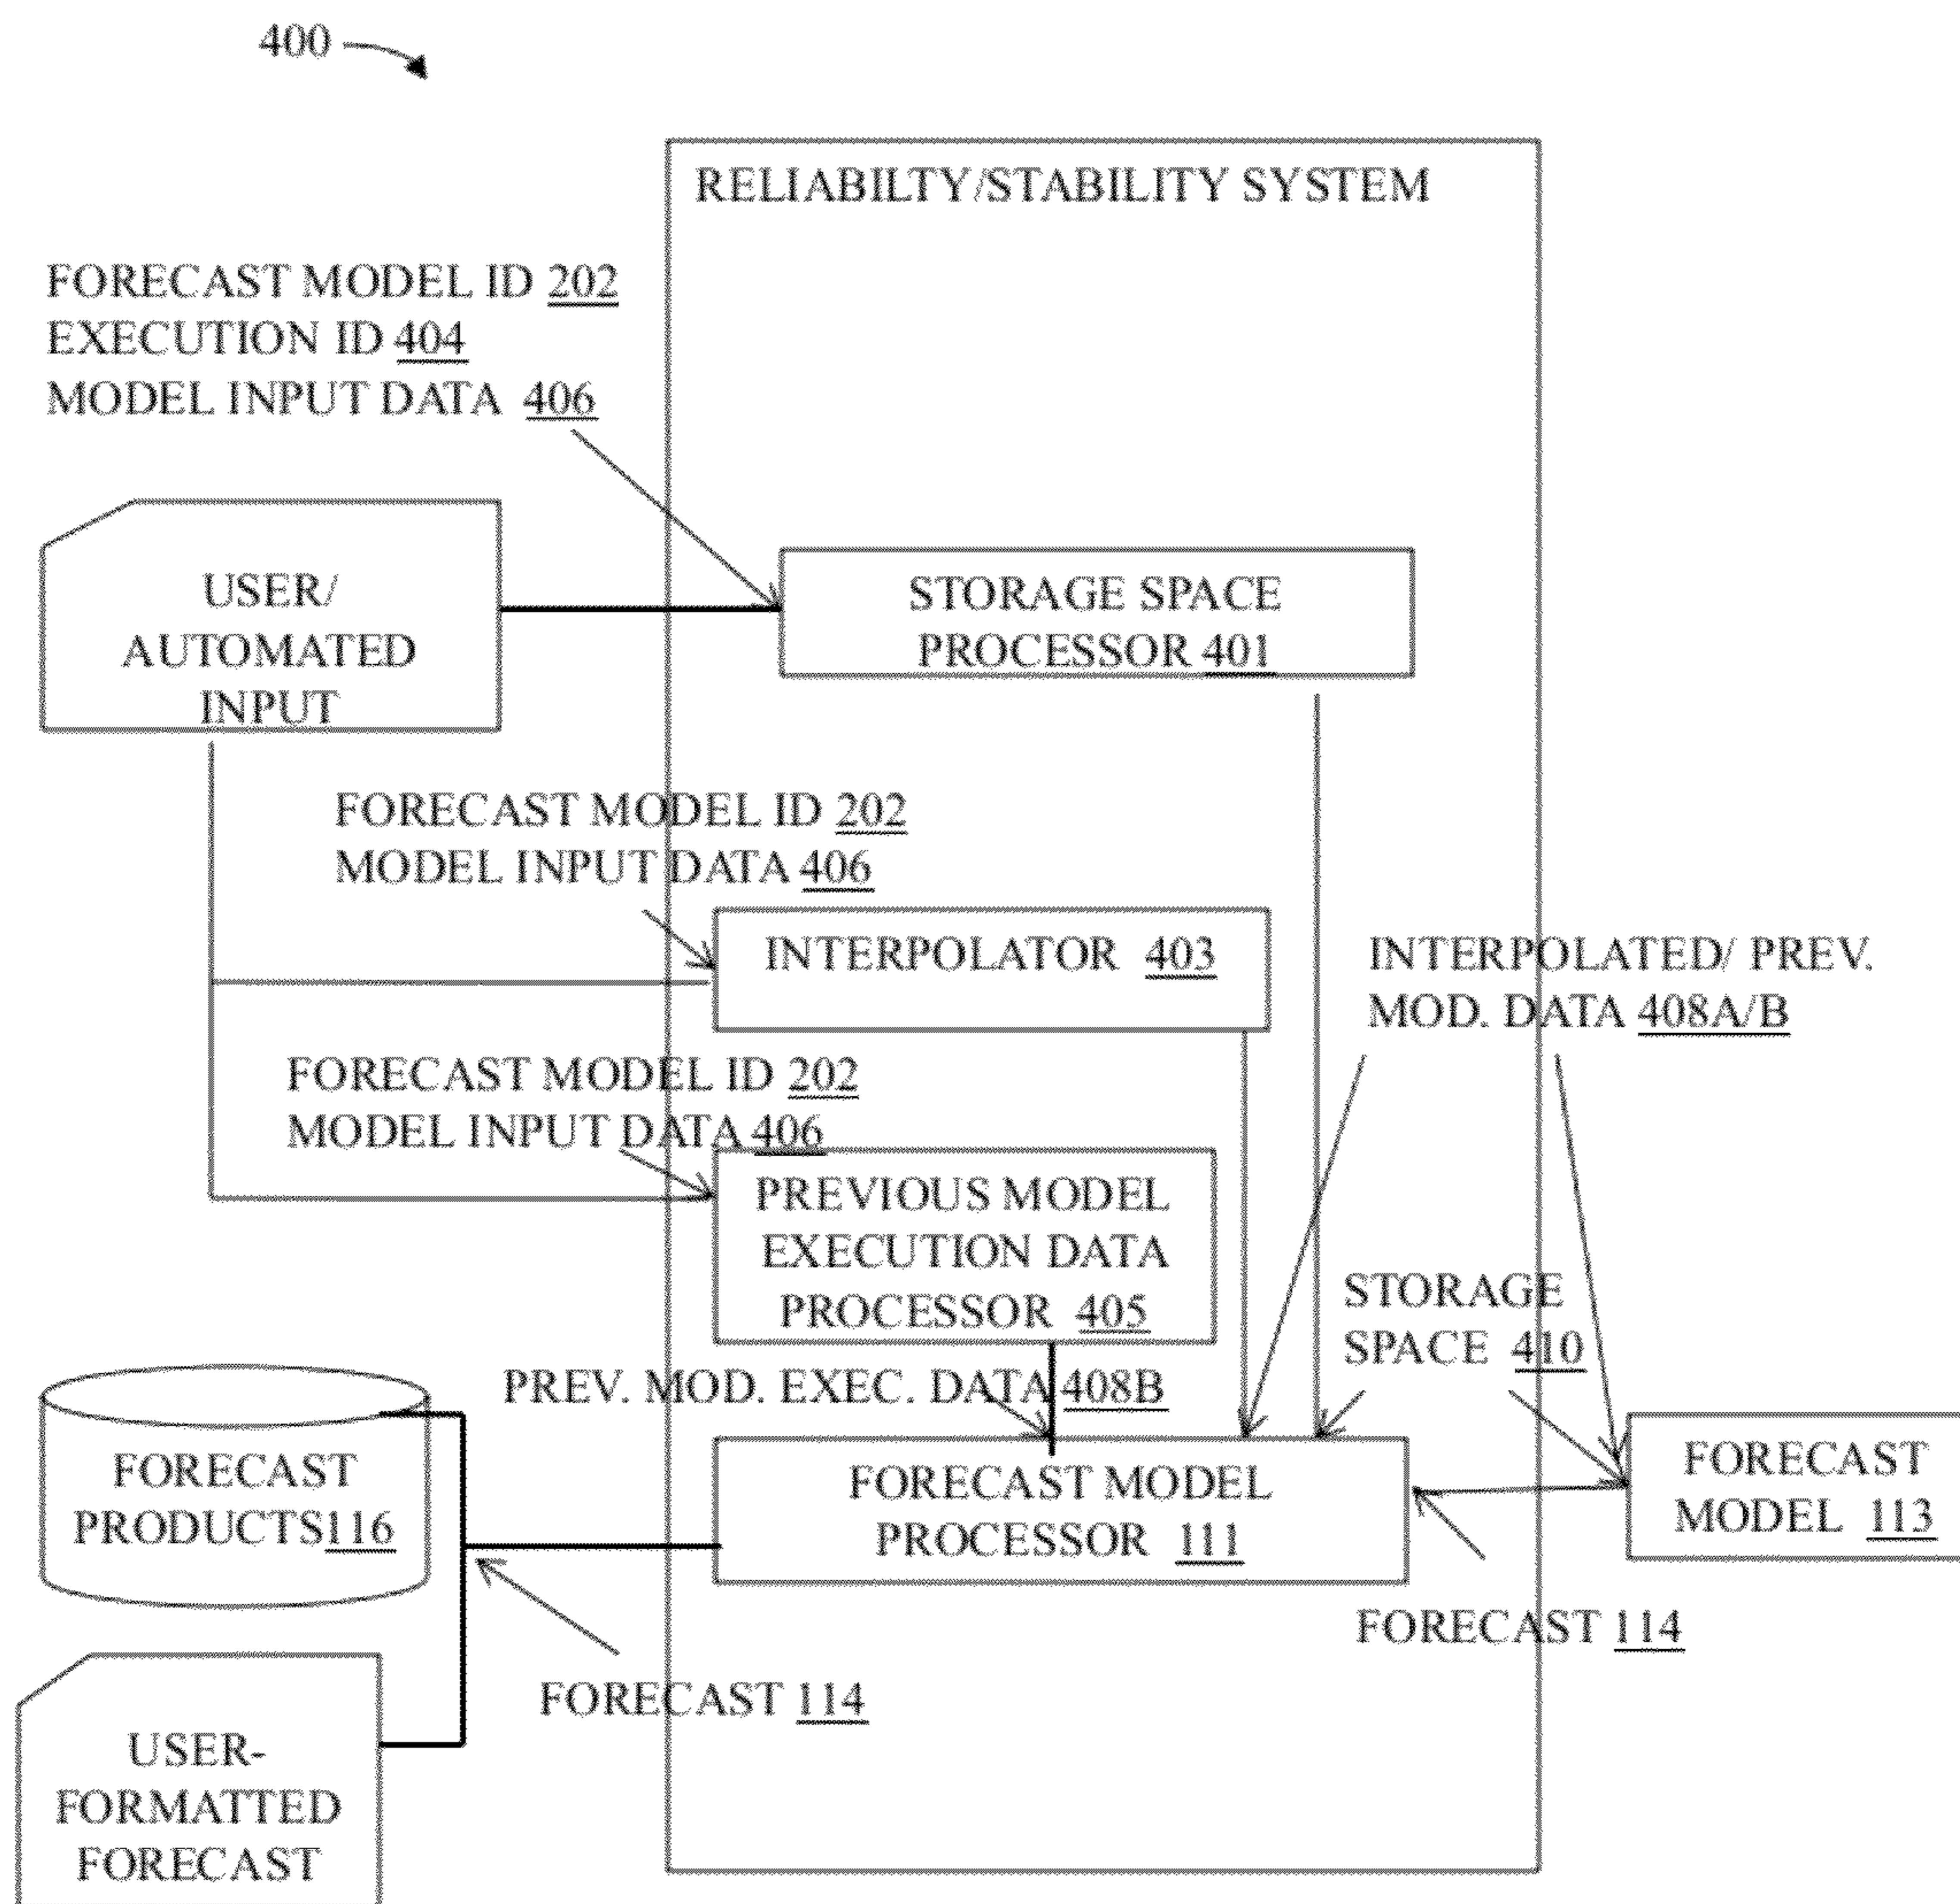 400
RELIABILTY/STABILITY SYSTEM
FORECAST MODEL ID 202
EXECUTION ID 404
MODEL INPUT DATA 406
USER/
AUTOMATED
INPUT
STORAGE SPACE
PROCESSOR 401
FORECAST MODEL ID 202
MODEL INPUT DATA 406
INTERPOLATOR 403
INTERPOLATED/ PREV.
MOD. DATA 408A/B
FORECAST MODEL ID 202
MODEL INPUT DATA 406
PREVIOUS MODEL
EXECUTION DATA
PROCESSOR 405
STORAGE
SPACE 410
PREV. MOD. EXEC. DATA 408B
FORECAST
PRODUCTS116
FORECAST MODEL
PROCESSOR 111
FORECAST
MODEL 113
FORECAST 114
FORECAST 114
USER-
FORMATTED
FORECAST